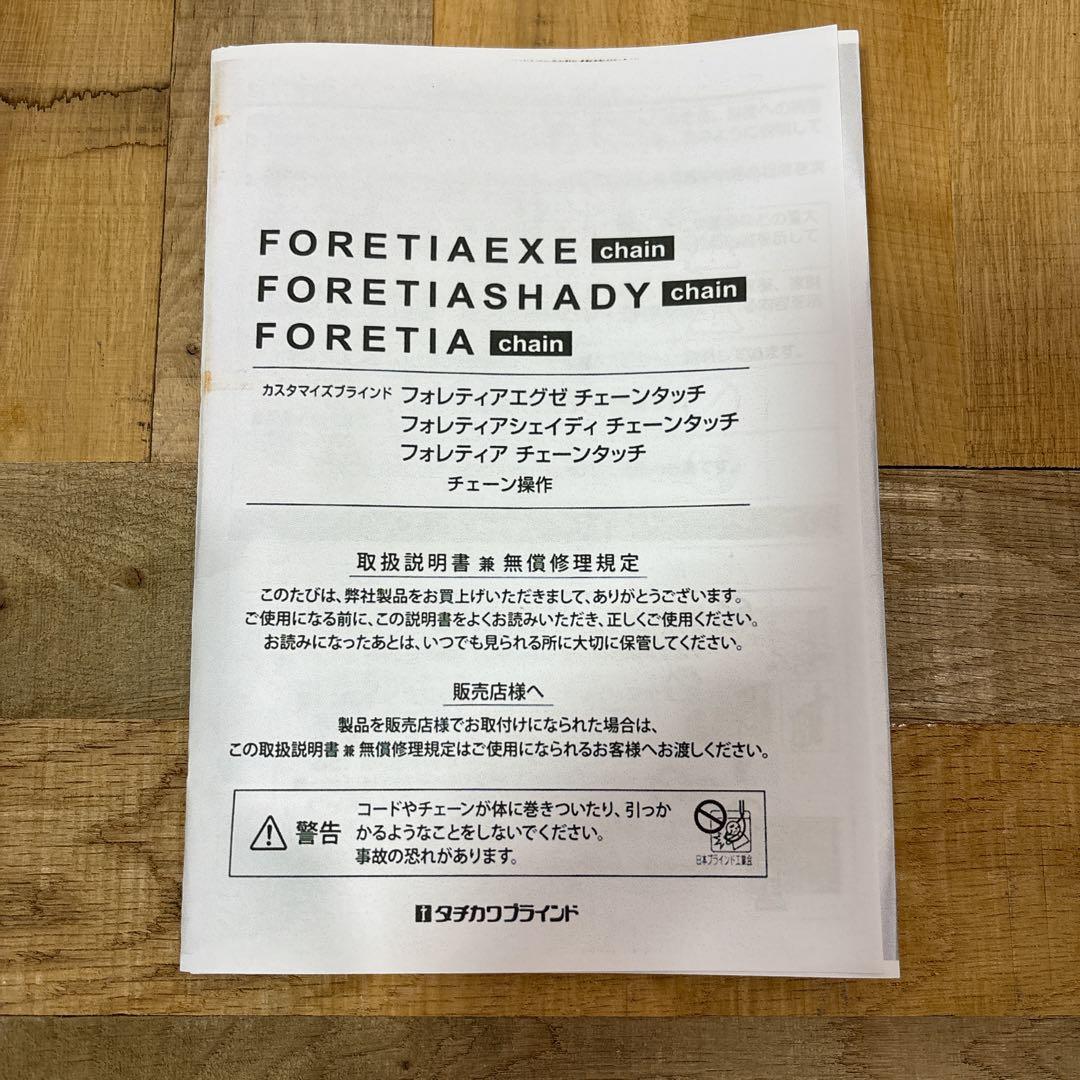 FORETIAEXE chain
FORETIASHADY chain
FORETIA chain
カスタマイズブラインド フォレティアエグゼ チェーンタッチ
フォレティアシェイディ チェーンタッチ
フォレティア チェーンタッチ
チェーン操作
取扱説明書 兼 無償修理規定
このたびは、弊社製品をお買上げいただきまして、ありがとうございます。
ご使用になる前に、この説明書をよくお読みいただき、正しくご使用ください。
お読みになったあとは、いつでも見られる所に大切に保管してください。
販売店様へ
製品を販売店様でお取付けになられた場合は、
この取扱説明書 兼 無償修理規定はご使用になられるお客様へお渡しください。
警告
コードやチェーンが体に巻きついたり、引っか
かるようなことをしないでください。
事故の恐れがあります。
日本ブラインド工業会
タチカワブラインド